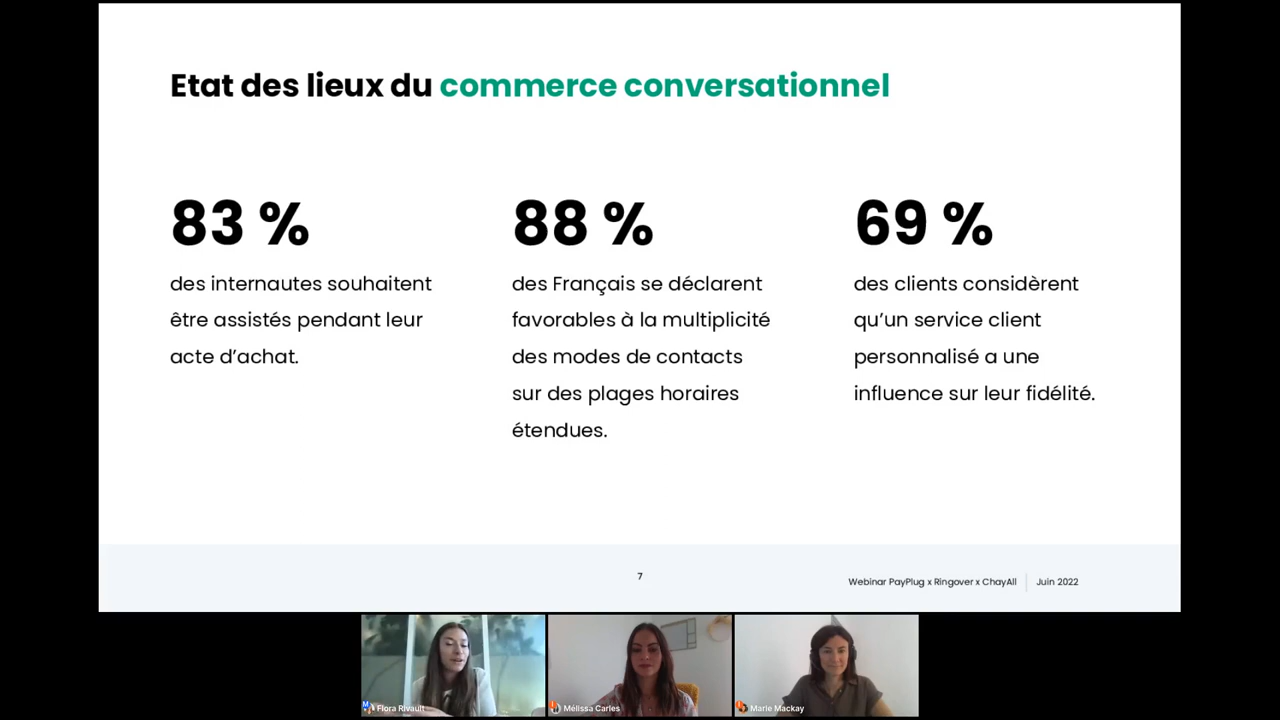 Etat des lieux du commerce conversationnel
83 %
des internautes souhaitent
être assistés pendant leur
acte d’achat.
88 %
des Français se déclarent
favorables à la multiplicité
des modes de contacts
sur des plages horaires
étendues.
69 %
des clients considèrent
qu’un service client
personnalisé a une
influence sur leur fidélité.
7
Webinar PayPlug x Ringover x ChayAll
Juin 2022
Flora Rivault
Mélissa Carles
Marie Mackay